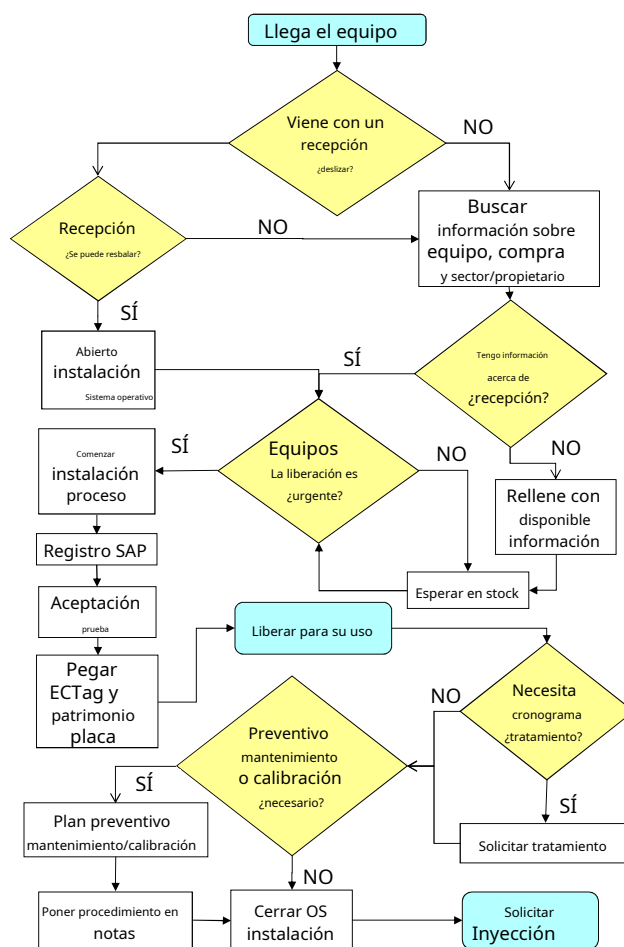 Llega el equipo
Viene con un
recepción
¿deslizar?
NO
Recepción
¿Se puede resbalar?
NO
Buscar
información sobre
equipo, compra
y sector/propietario
SÍ
Abierto
instalación
Sistema operativo
SÍ
Tengo información
acerca de
¿recepción?
Comenzar
instalación
proceso
SÍ
Equipos
La liberación es
¿urgente?
NO
NO
Rellene con
disponible
información
Registro SAP
Esperar en stock
Aceptación
prueba
Liberar para su uso
Pegar
ECTag y
patrimonio
placa
NO
Necesita
cronograma
¿tratamiento?
Preventivo
mantenimiento
o calibración
¿necesario?
SÍ
SÍ
Plan preventivo
mantenimiento/calibración
Solicitar tratamiento
NO
Poner procedimiento en
notas
Cerrar OS
instalación
Solicitar
Inyección